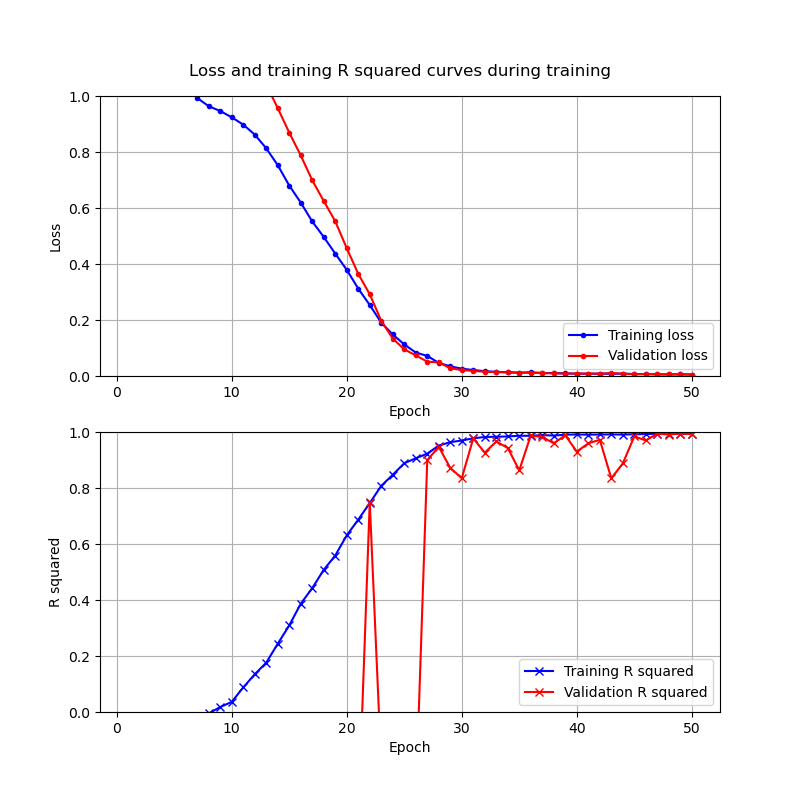 Loss and training R squared curves during training
1.0
0.8
0.6
0.4
0.2
0.0
Loss
Training loss
Validation loss
0 10 20 30 40 50
Epoch
1.0
0.8
0.6
0.4
0.2
0.0
R squared
Training R squared
Validation R squared
0 10 20 30 40 50
Epoch